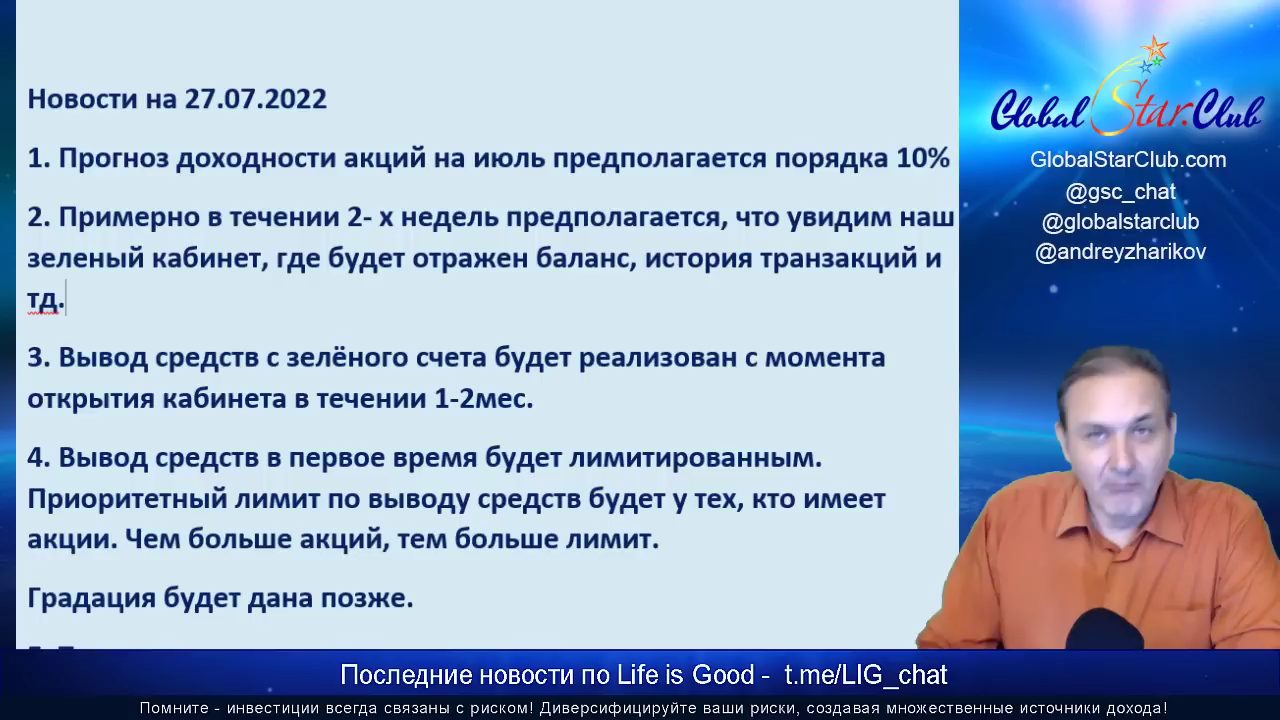 Новости на 27.07.2022
1. Прогноз доходности акций на июль предполагается порядка 10%
2. Примерно в течении 2- х недель предполагается, что увидим наш
зеленый кабинет, где будет отражен баланс, история транзакций и
тд.
3. Вывод средств с зелёного счета будет реализован с момента
открытия кабинета в течении 1-2мес.
4. Вывод средств в первое время будет лимитированным.
Приоритетный лимит по выводу средств будет у тех, кто имеет
акции. Чем больше акций, тем больше лимит.
Градация будет дана позже.
Global Star.Club
GlobalStarClub.com
@gsc_chat
@globalstarclub
@andreyzharikov
Последние новости по Life is Good - t.me/LIG_chat
Помните - инвестиции всегда связаны с риском! Диверсифицируйте ваши риски, создавая множественные источники дохода!